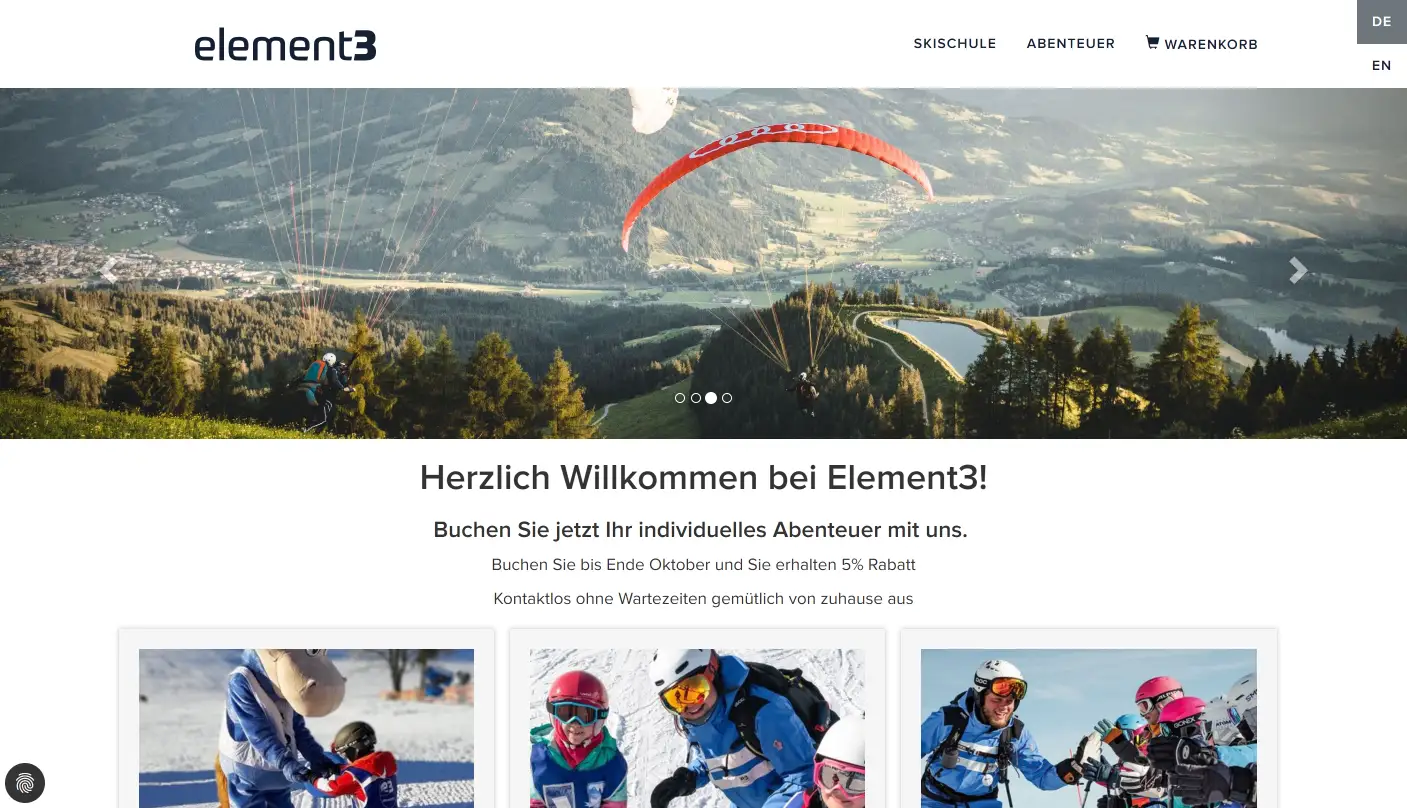 element3
SKISCHULE
ABENTEUER
WARENKORB
DE
EN
Herzlich Willkommen bei Element3!
Buchen Sie jetzt Ihr individuelles Abenteuer mit uns.
Buchen Sie bis Ende Oktober und Sie erhalten 5% Rabatt
Kontaktlos ohne Wartezeiten gemütlich von zuhause aus